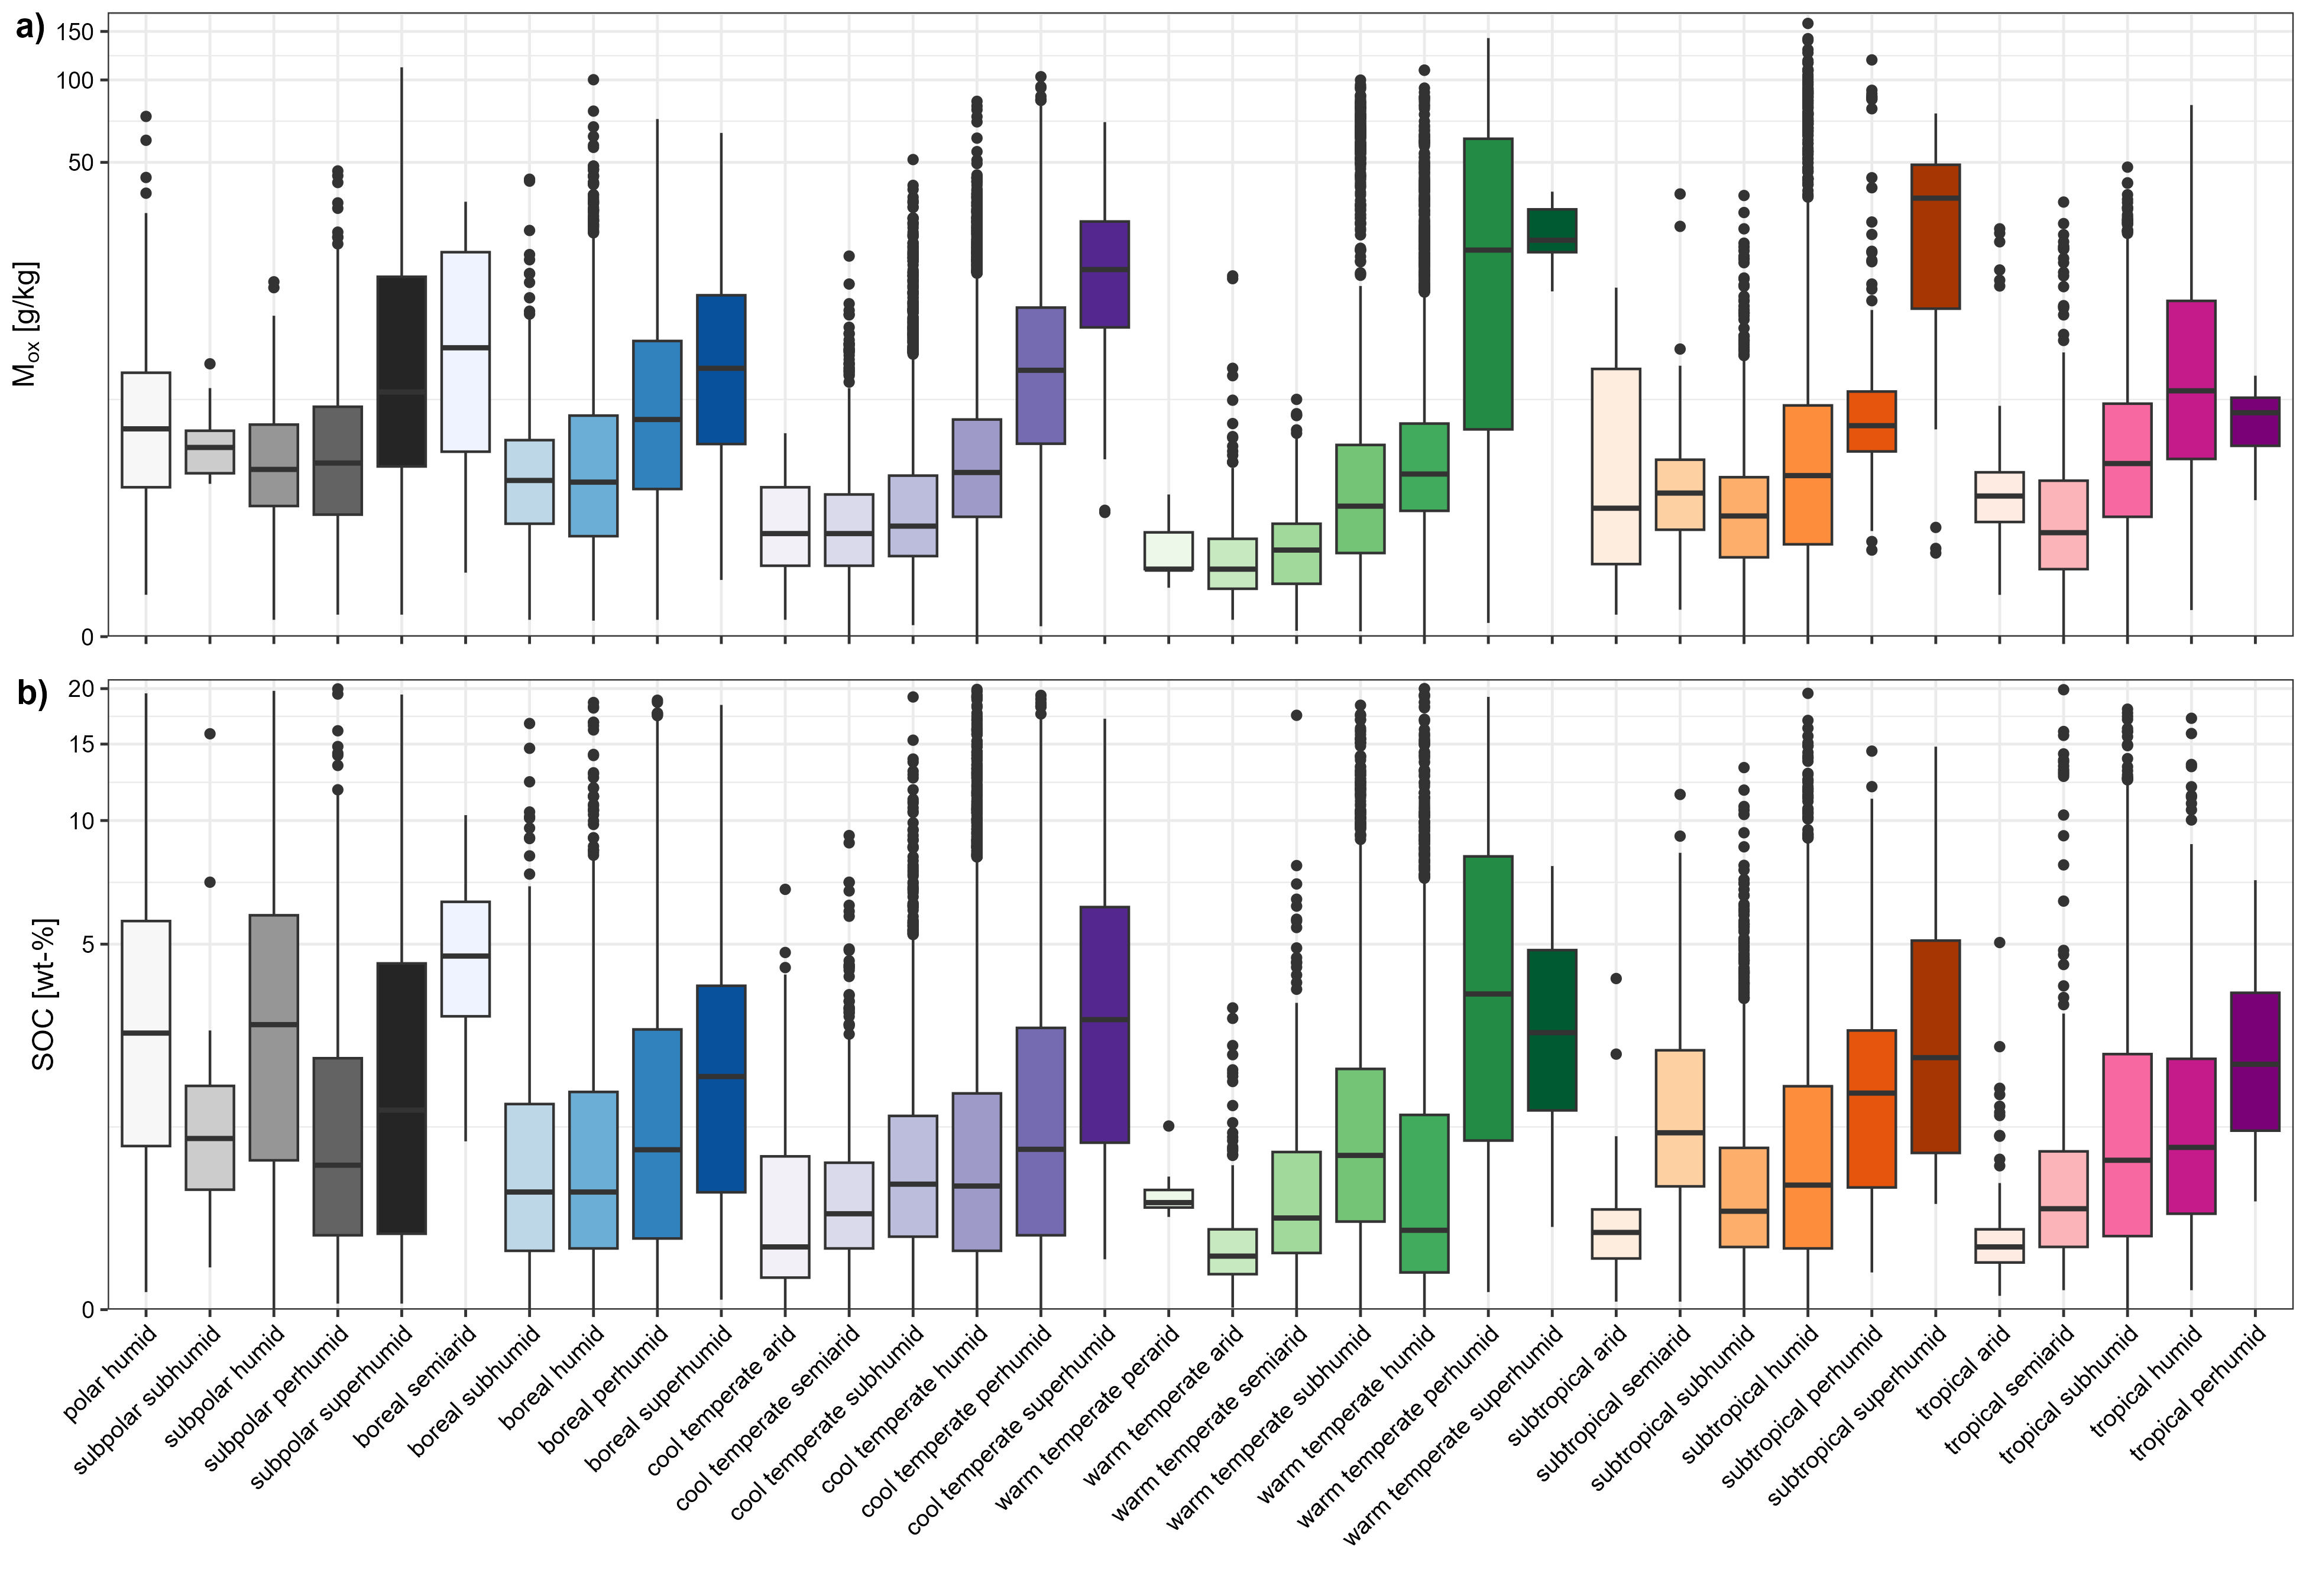 a)
150
100
50
0
Mox [g/kg]
b)
20
15
10
5
0
SOC [wt-%]
polar humid
subpolar subhumid
subpolar humid
subpolar perhumid
subpolar superhumid
boreal semiarid
boreal subhumid
boreal humid
boreal perhumid
boreal superhumid
cool temperate arid
cool temperate semiarid
cool temperate subhumid
cool temperate humid
cool temperate perhumid
cool temperate superhumid
warm temperate perarid
warm temperate arid
warm temperate semiarid
warm temperate subhumid
warm temperate humid
warm temperate perhumid
warm temperate superhumid
subtropical arid
subtropical semiarid
subtropical subhumid
subtropical humid
subtropical perhumid
subtropical superhumid
tropical arid
tropical semiarid
tropical subhumid
tropical humid
tropical perhumid